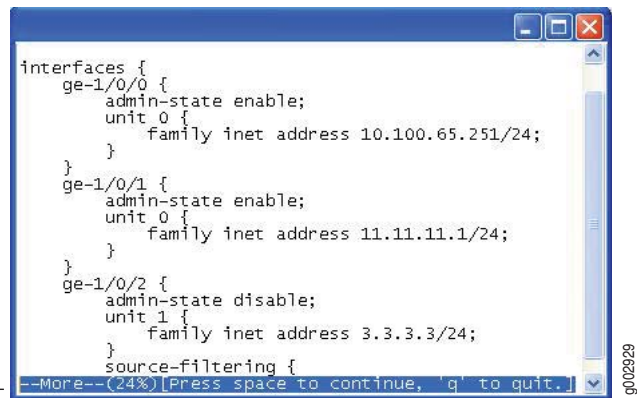 interfaces {
    ge-1/0/0 {
        admin-state enable;
        unit 0 {
            family inet address 10.100.65.251/24;
        }
    }
    ge-1/0/1 {
        admin-state enable;
        unit 0 {
            family inet address 11.11.11.1/24;
        }
    }
    ge-1/0/2 {
        admin-state disable;
        unit 1 {
            family inet address 3.3.3.3/24;
        }
        source-filtering {
--More--(24%)[Press space to continue, 'q' to quit.]
g002929